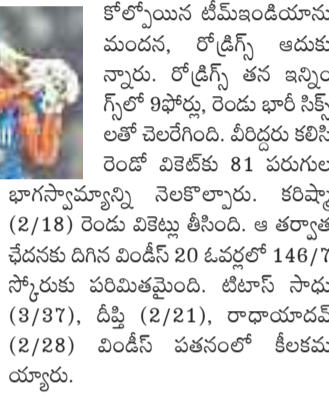 కోల్పోయిన టీమ్ఇండియాను
మందన, రోడ్రిగ్స్ ఆదుకు
న్నారు. రోడ్రిగ్స్ తన ఇన్నిం
గ్స్‌లో 9ఫోర్లు, రెండు భారీ సిక్స్
లతో చెలరేగింది. వీరిద్దరు కలిసి
రెండో వికెట్‌కు 81 పరుగుల
భాగస్వామ్యాన్ని నెలకొల్పారు. కరిష్మా
(2/18) రెండు వికెట్లు తీసింది. ఆ తర్వాత
ఛేదనకు దిగిన విండీస్ 20 ఓవర్లలో 146/7
స్కోరుకు పరిమితమైంది. టిటాస్ సాధు
(3/37), దీప్తి (2/21), రాధాయాదవ్
(2/28) విండీస్ పతనంలో కీలకమ
య్యారు.